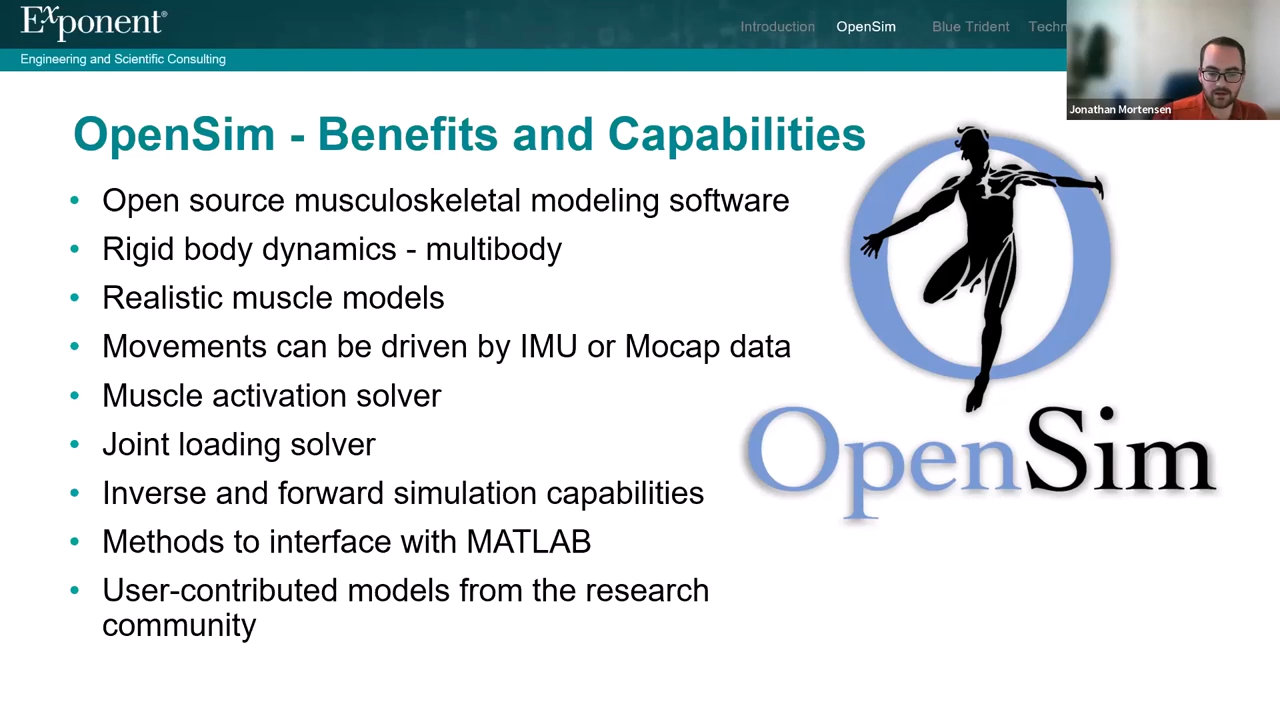 Exponent®
Engineering and Scientific Consulting
Introduction OpenSim Blue Trident
Jonathan Mortensen
OpenSim - Benefits and Capabilities
• Open source musculoskeletal modeling software
• Rigid body dynamics - multibody
• Realistic muscle models
• Movements can be driven by IMU or Mocap data
• Muscle activation solver
• Joint loading solver
• Inverse and forward simulation capabilities
• Methods to interface with MATLAB
• User-contributed models from the research
community
OpenSim